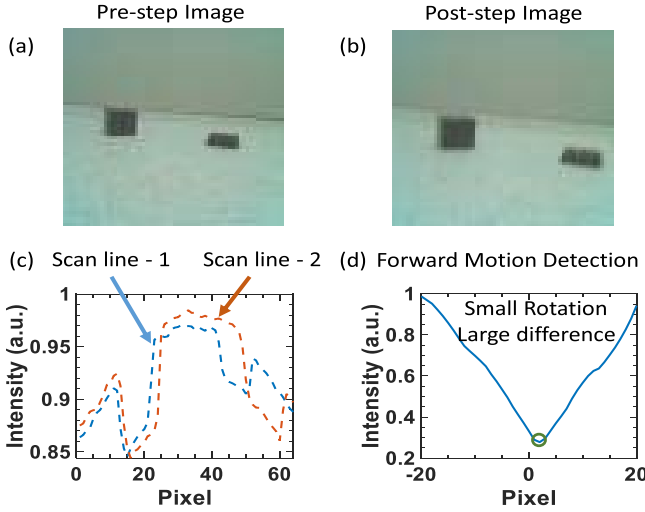 Pre-step Image
Post-step Image
(a)
(b)
(c) Scan line - 1 Scan line - 2
(d) Forward Motion Detection
Intensity (a.u.)
1
0.95
0.9
0.85
0 20 40 60
Pixel
Small Rotation
Large difference
Intensity (a.u.)
1
0.8
0.6
0.4
0.2
-20 0 20
Pixel